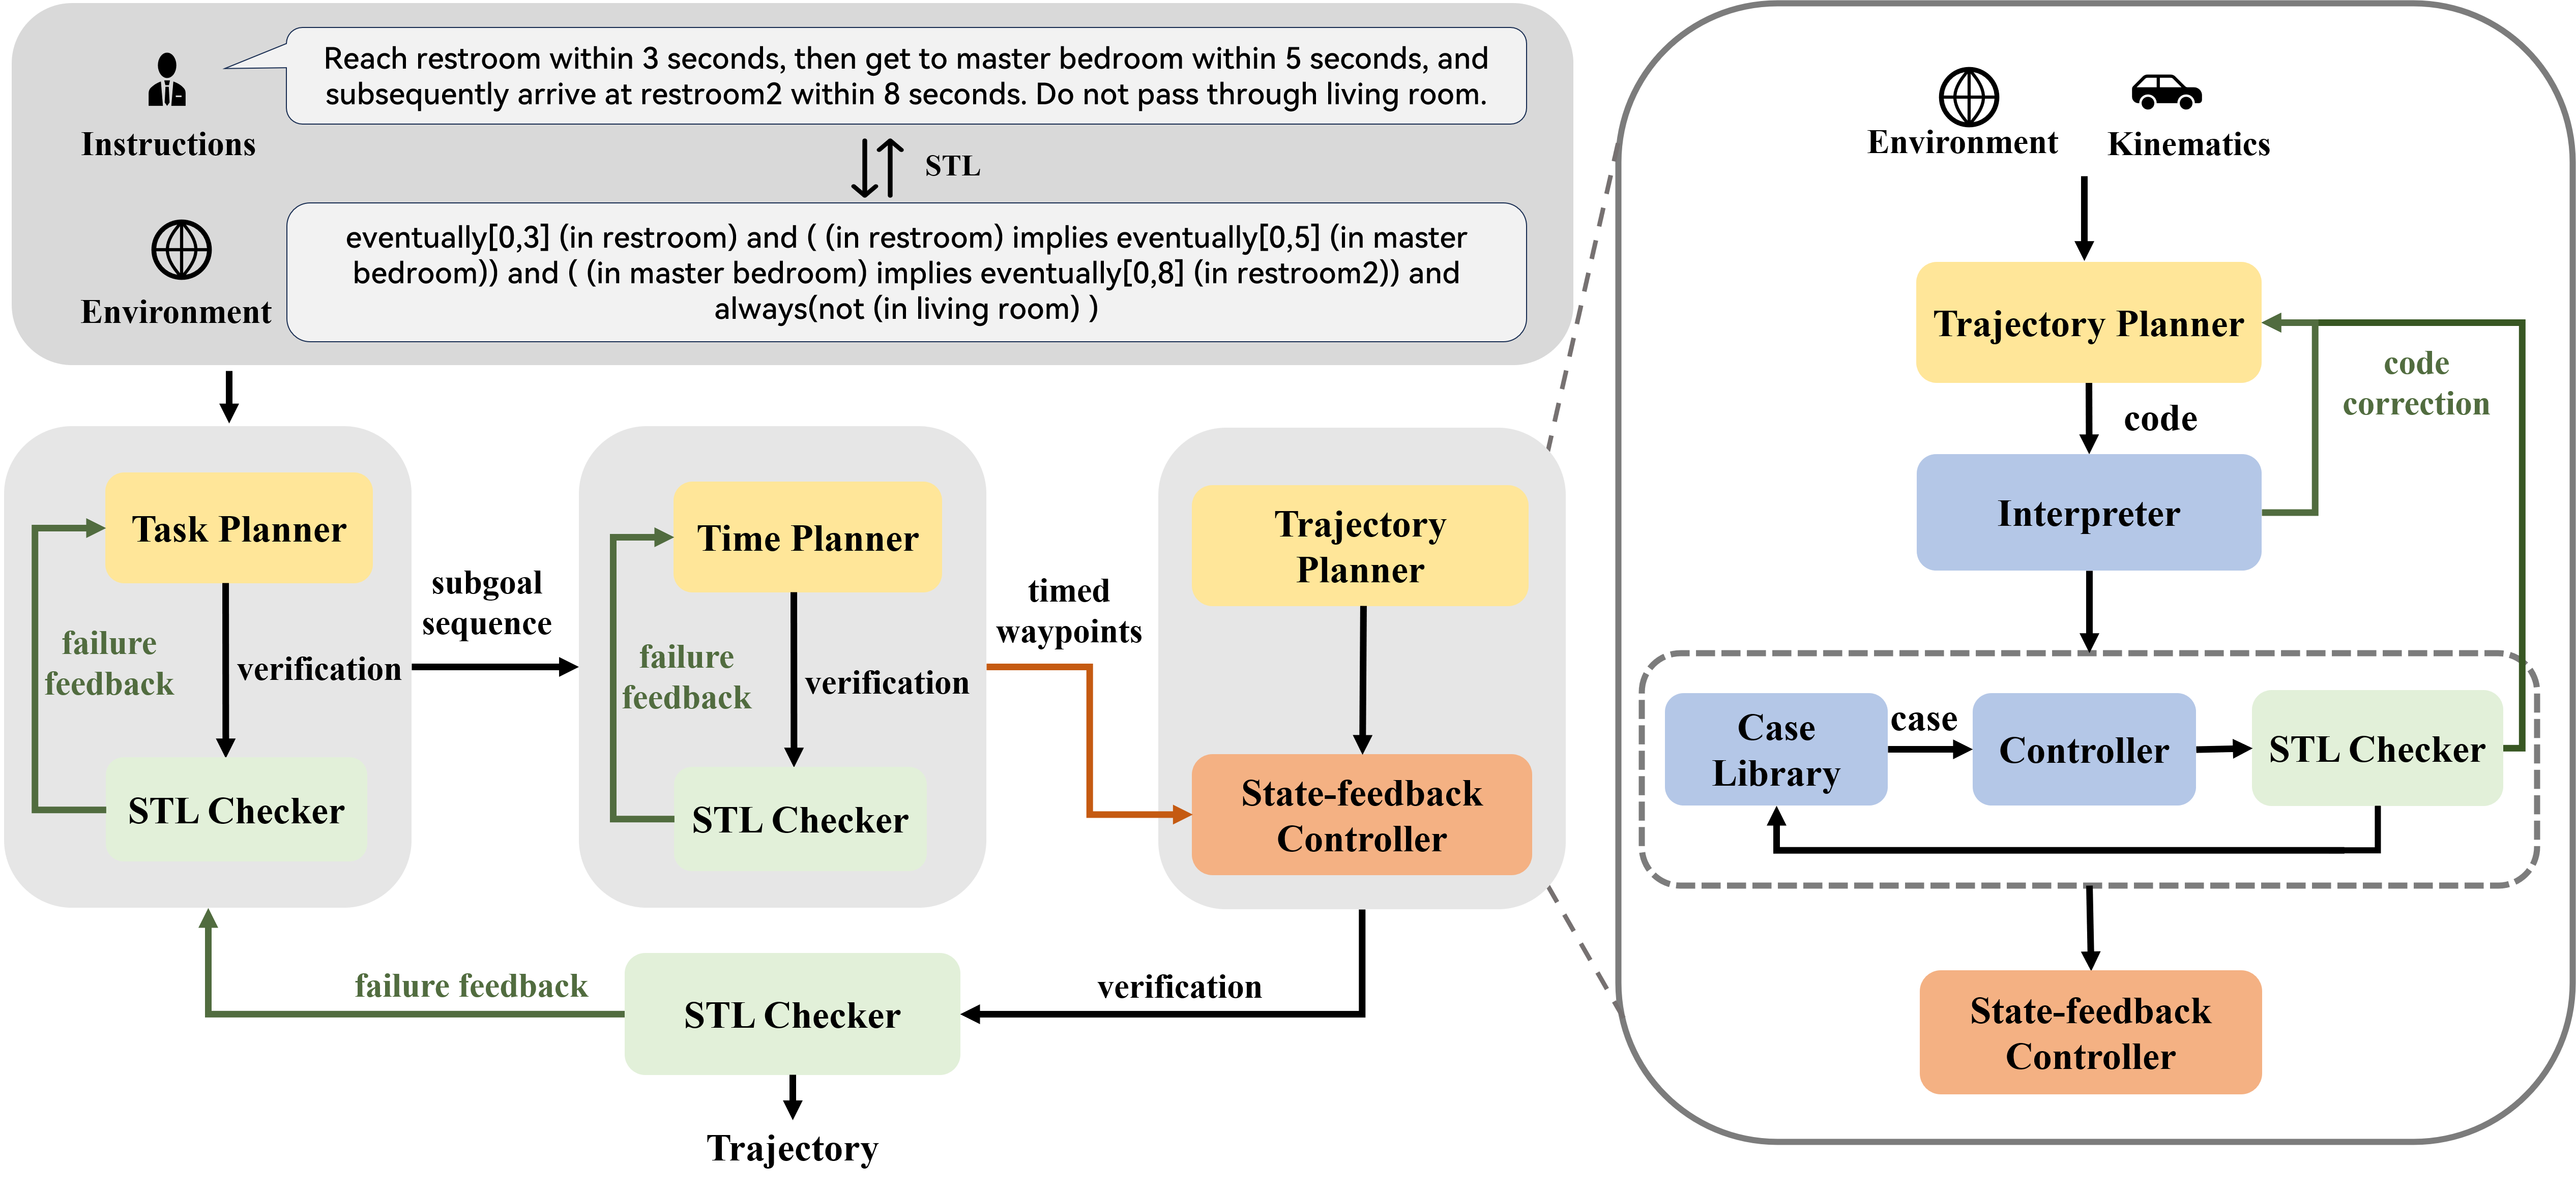 Reach restroom within 3 seconds, then get to master bedroom within 5 seconds, and
subsequently arrive at restroom2 within 8 seconds. Do not pass through living room.
Instructions
STL
eventually[0,3] (in restroom) and ( (in restroom) implies eventually[0,5] (in master
bedroom)) and ( (in master bedroom) implies eventually[0,8] (in restroom2)) and
always(not (in living room) )
Environment
Task Planner
failure
feedback
verification
STL Checker
subgoal
sequence
Time Planner
failure
feedback
verification
STL Checker
timed
waypoints
Trajectory
Planner
State-feedback
Controller
failure feedback
STL Checker
verification
Trajectory
Environment
Kinematics
Trajectory Planner
code
correction
code
Interpreter
Case
Library
case
Controller
STL Checker
State-feedback
Controller